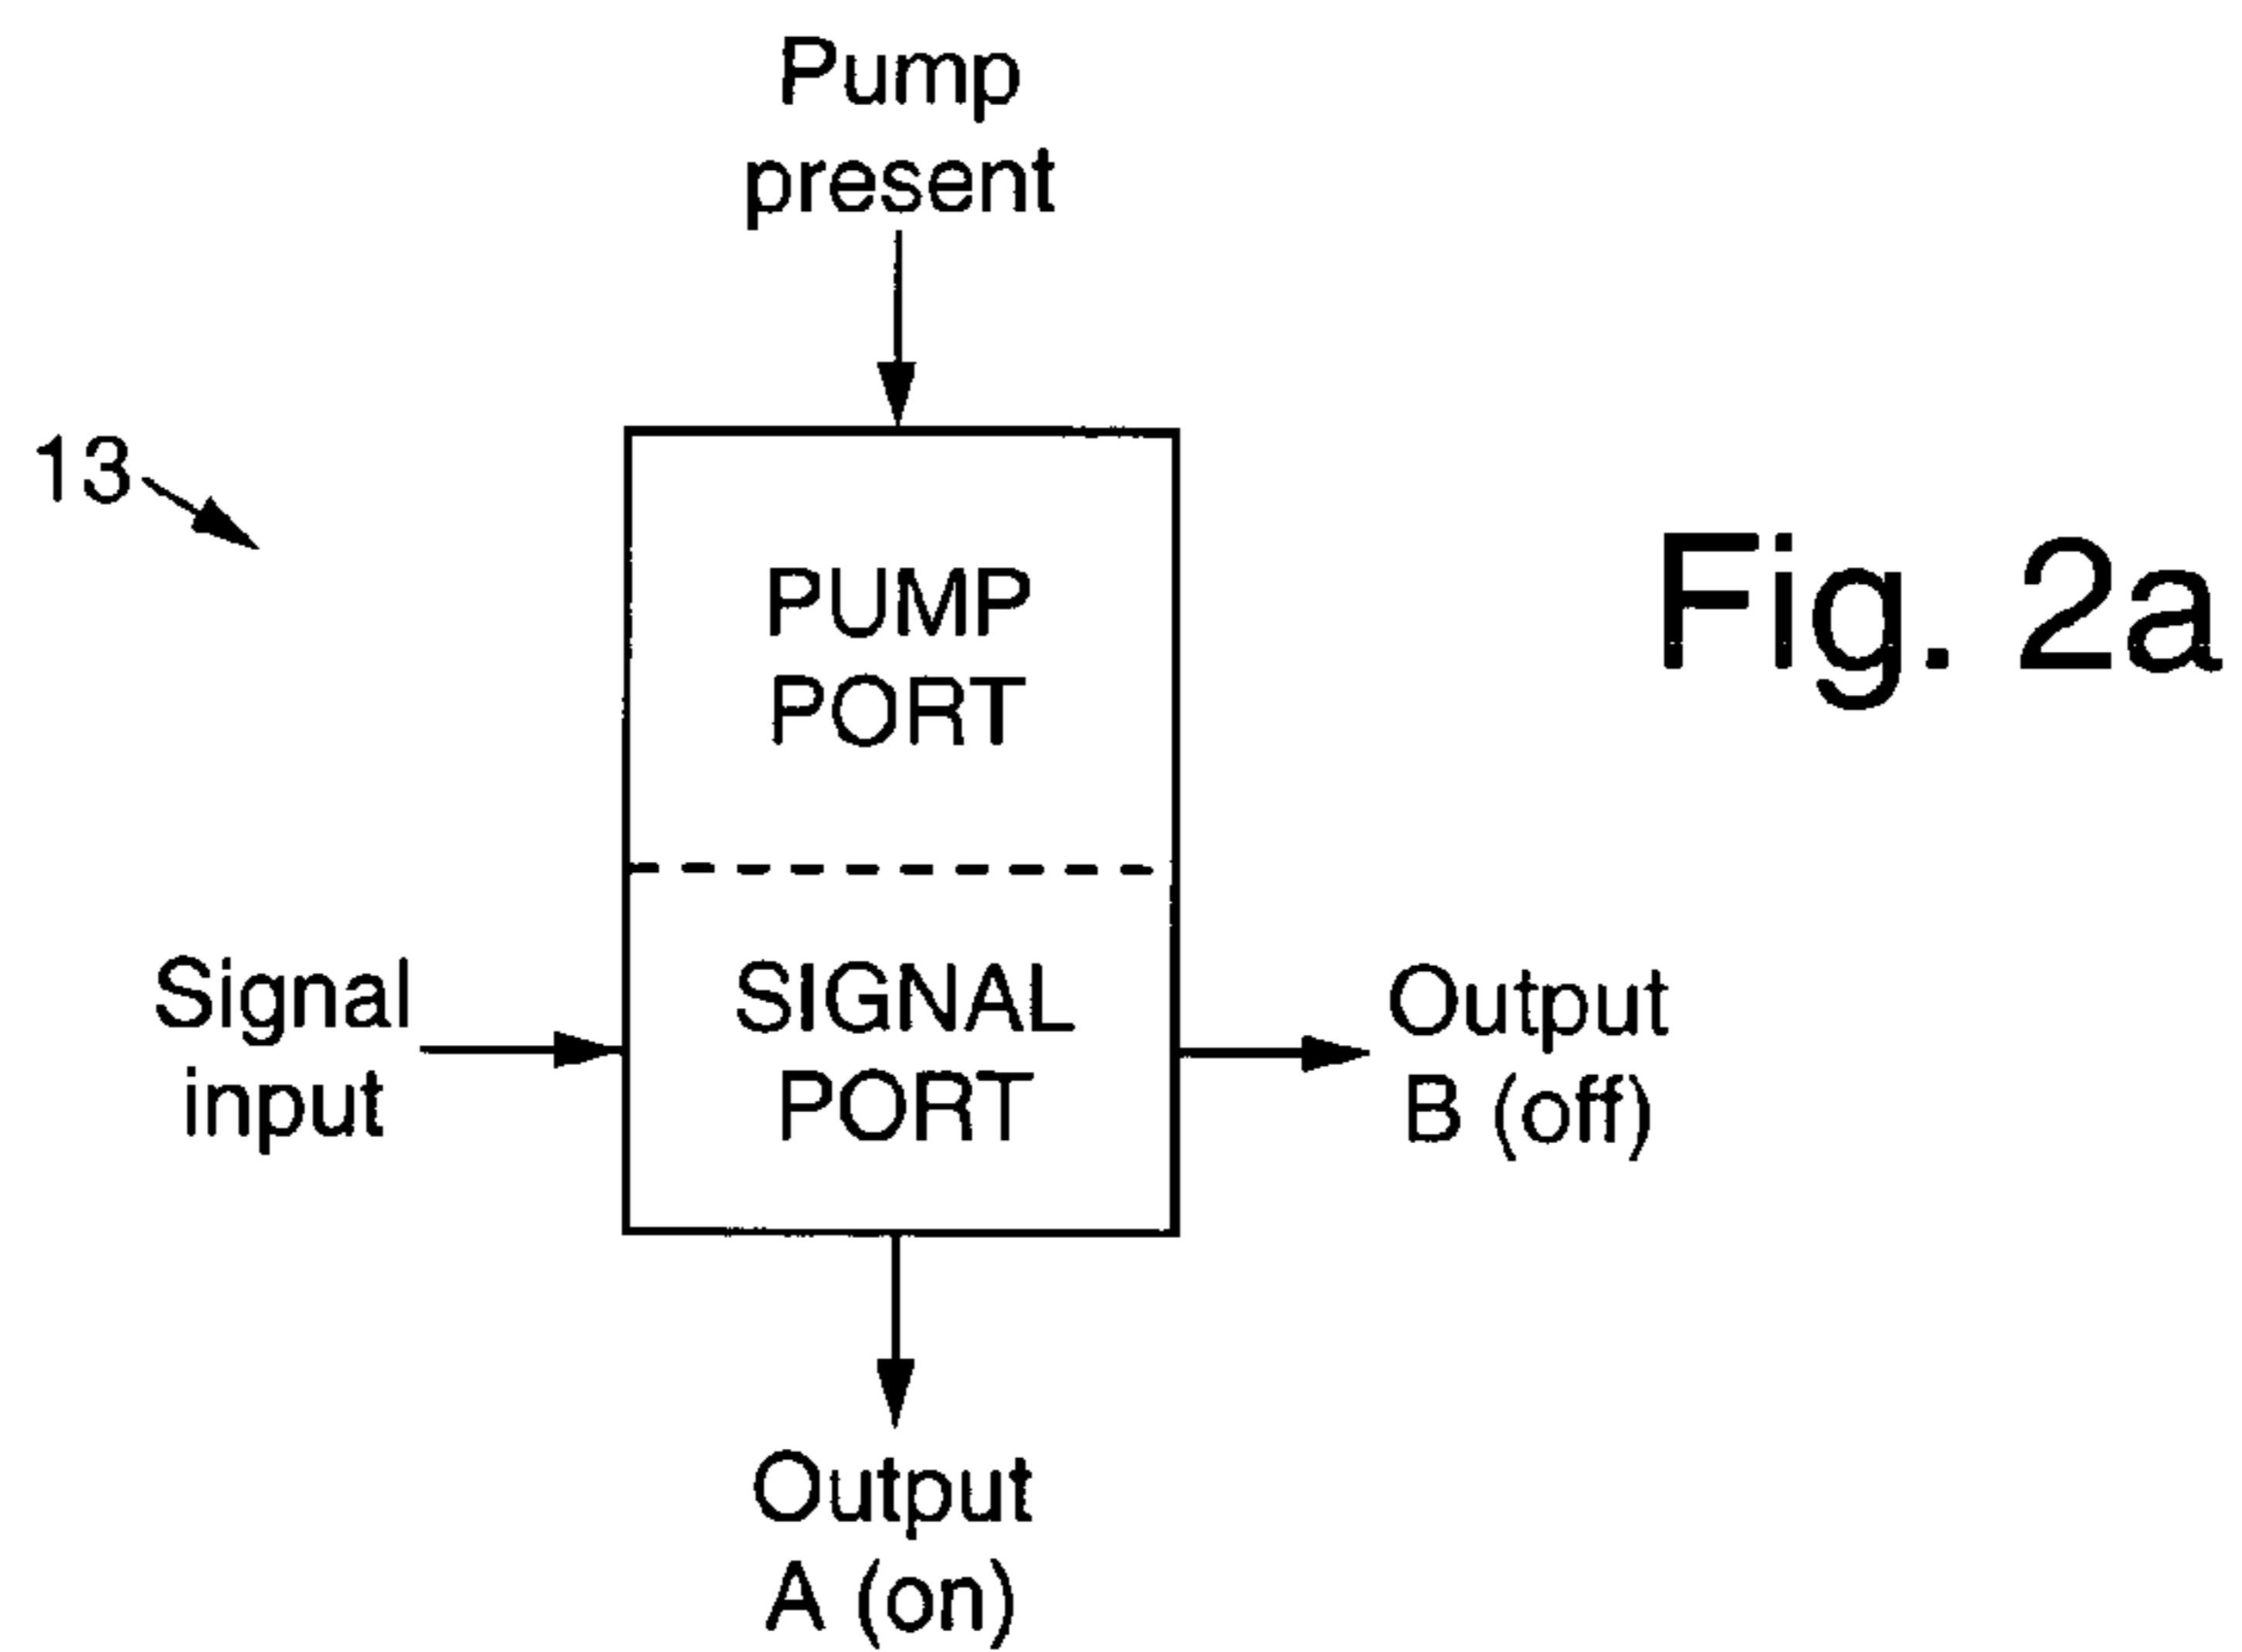 Pump
present
13
PUMP
PORT
Fig. 2a
Signal
input
SIGNAL
PORT
Output
B (off)
Output
A (on)